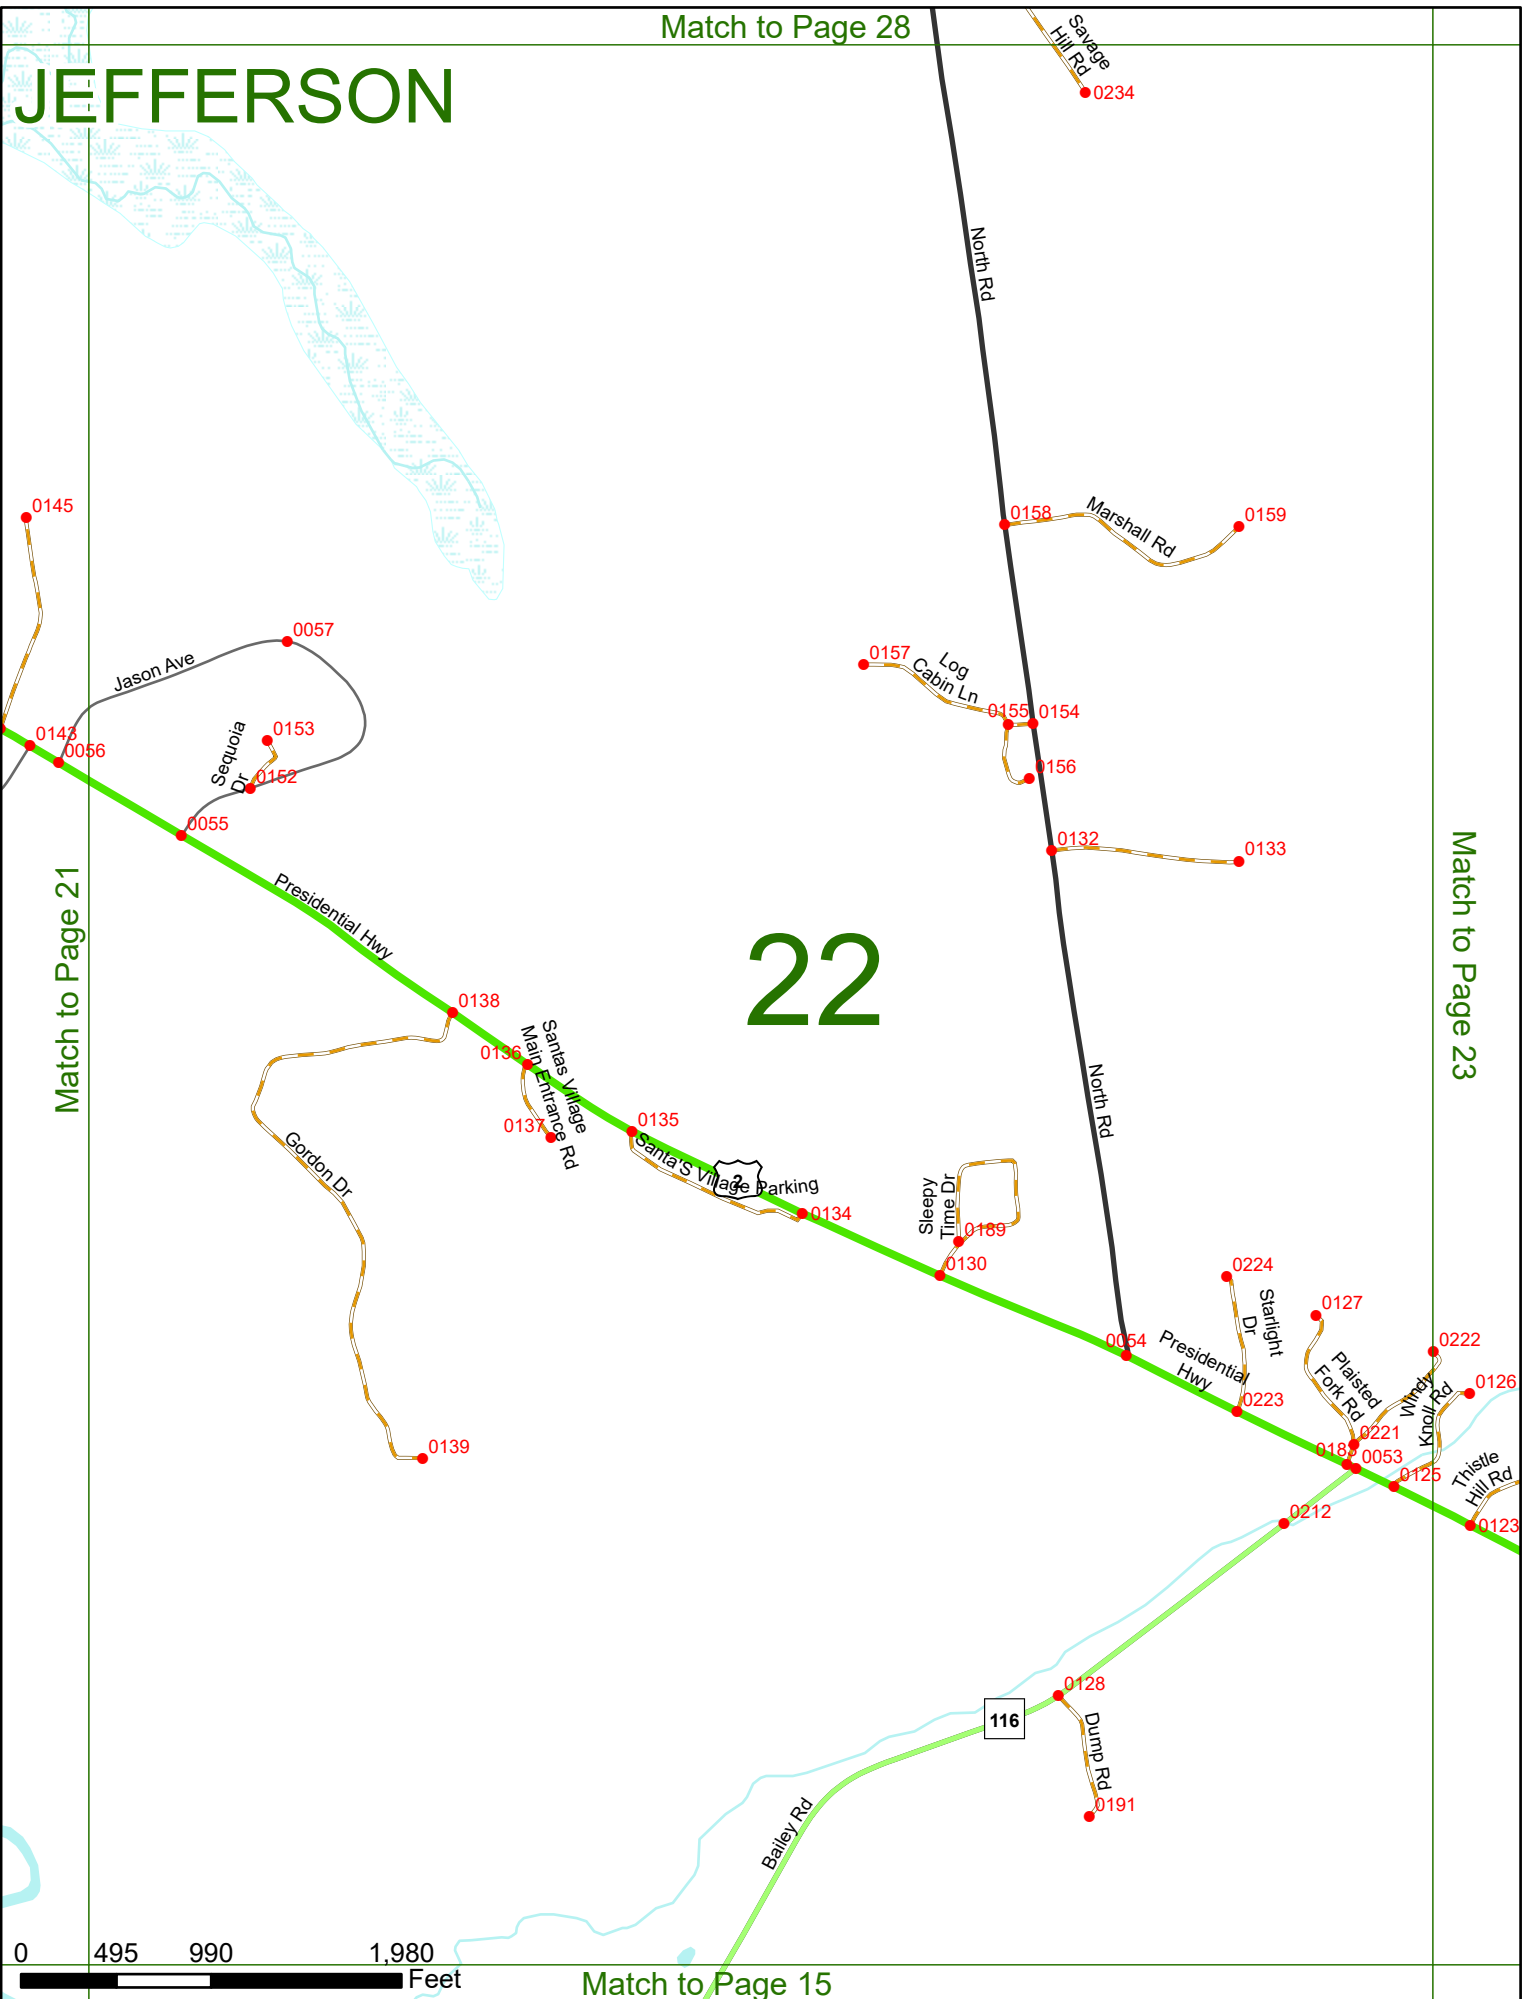 Match to Page 28
JEFFERSON
Savage
Hill Rd
0234
North Rd
0145
0158
Marshall Rd
0159
0057
Jason Ave
0157
Log
Cabin Ln
0155
0154
0143
0056
Sequoia
Dr
0153
0152
0156
0055
0132
0133
Match to Page 21
Presidential Hwy
22
Match to Page 23
0138
0136
Santas Village
Main Entrance Rd
0137
0135
Santa'S Village Parking
2
0134
North Rd
Gordon Dr
Sleepy
Time Dr
0189
0130
0224
Starlight
Dr
0127
0054
Presidential
Hwy
0222
Plaisted
Fork Rd
Windy
Knoll Rd
0126
0223
0221
0053
0139
0125
Thistle
Hill Rd
0212
0123
0128
116
Dump Rd
0191
Bailey Rd
0 495 990 1,980
Feet
Match to Page 15